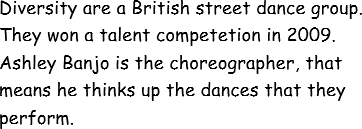 Diversity are a British street dance group.
They won a talent competetion in 2009.
Ashley Banjo is the choreographer, that
means he thinks up the dances that they
perform.